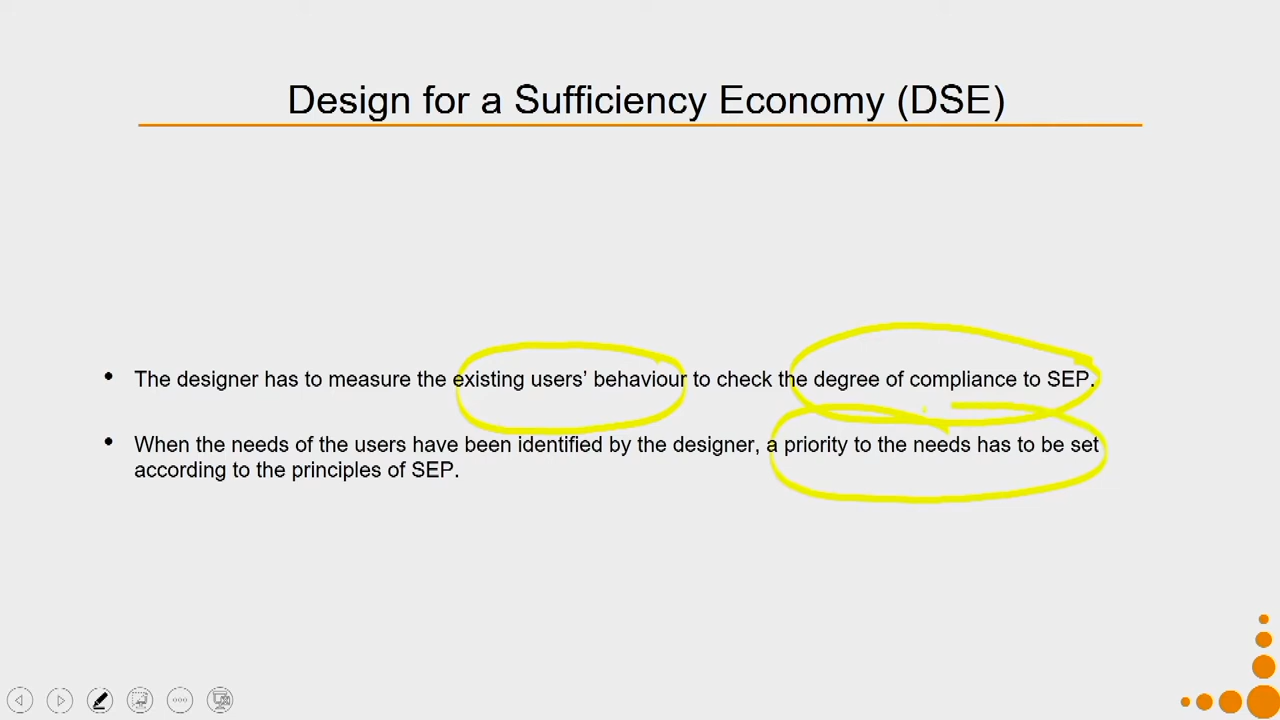 Design for a Sufficiency Economy (DSE)
• The designer has to measure the existing users’ behaviour to check the degree of compliance to SEP.
• When the needs of the users have been identified by the designer, a priority to the needs has to be set
according to the principles of SEP.